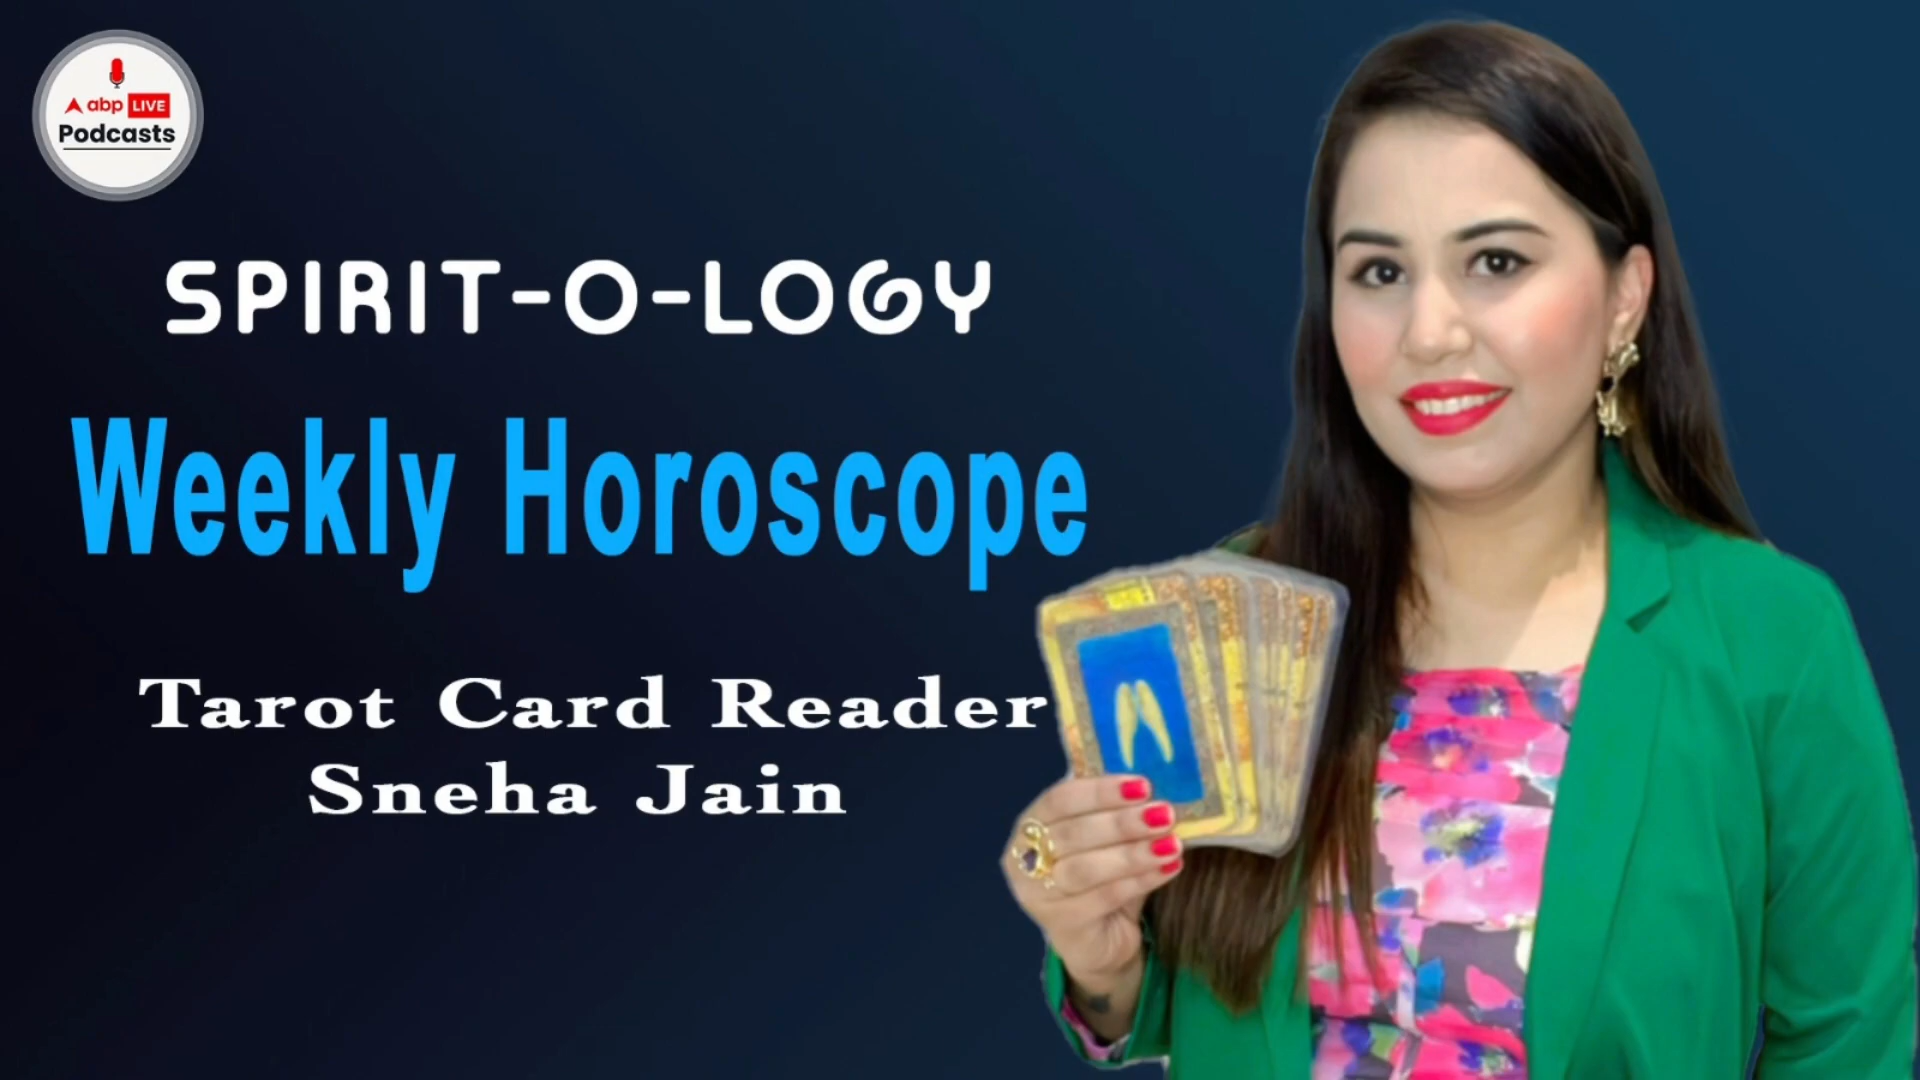 abp LIVE
Podcasts
SPIRIT-O-LOGY
Weekly Horoscope
Tarot Card Reader
Sneha Jain